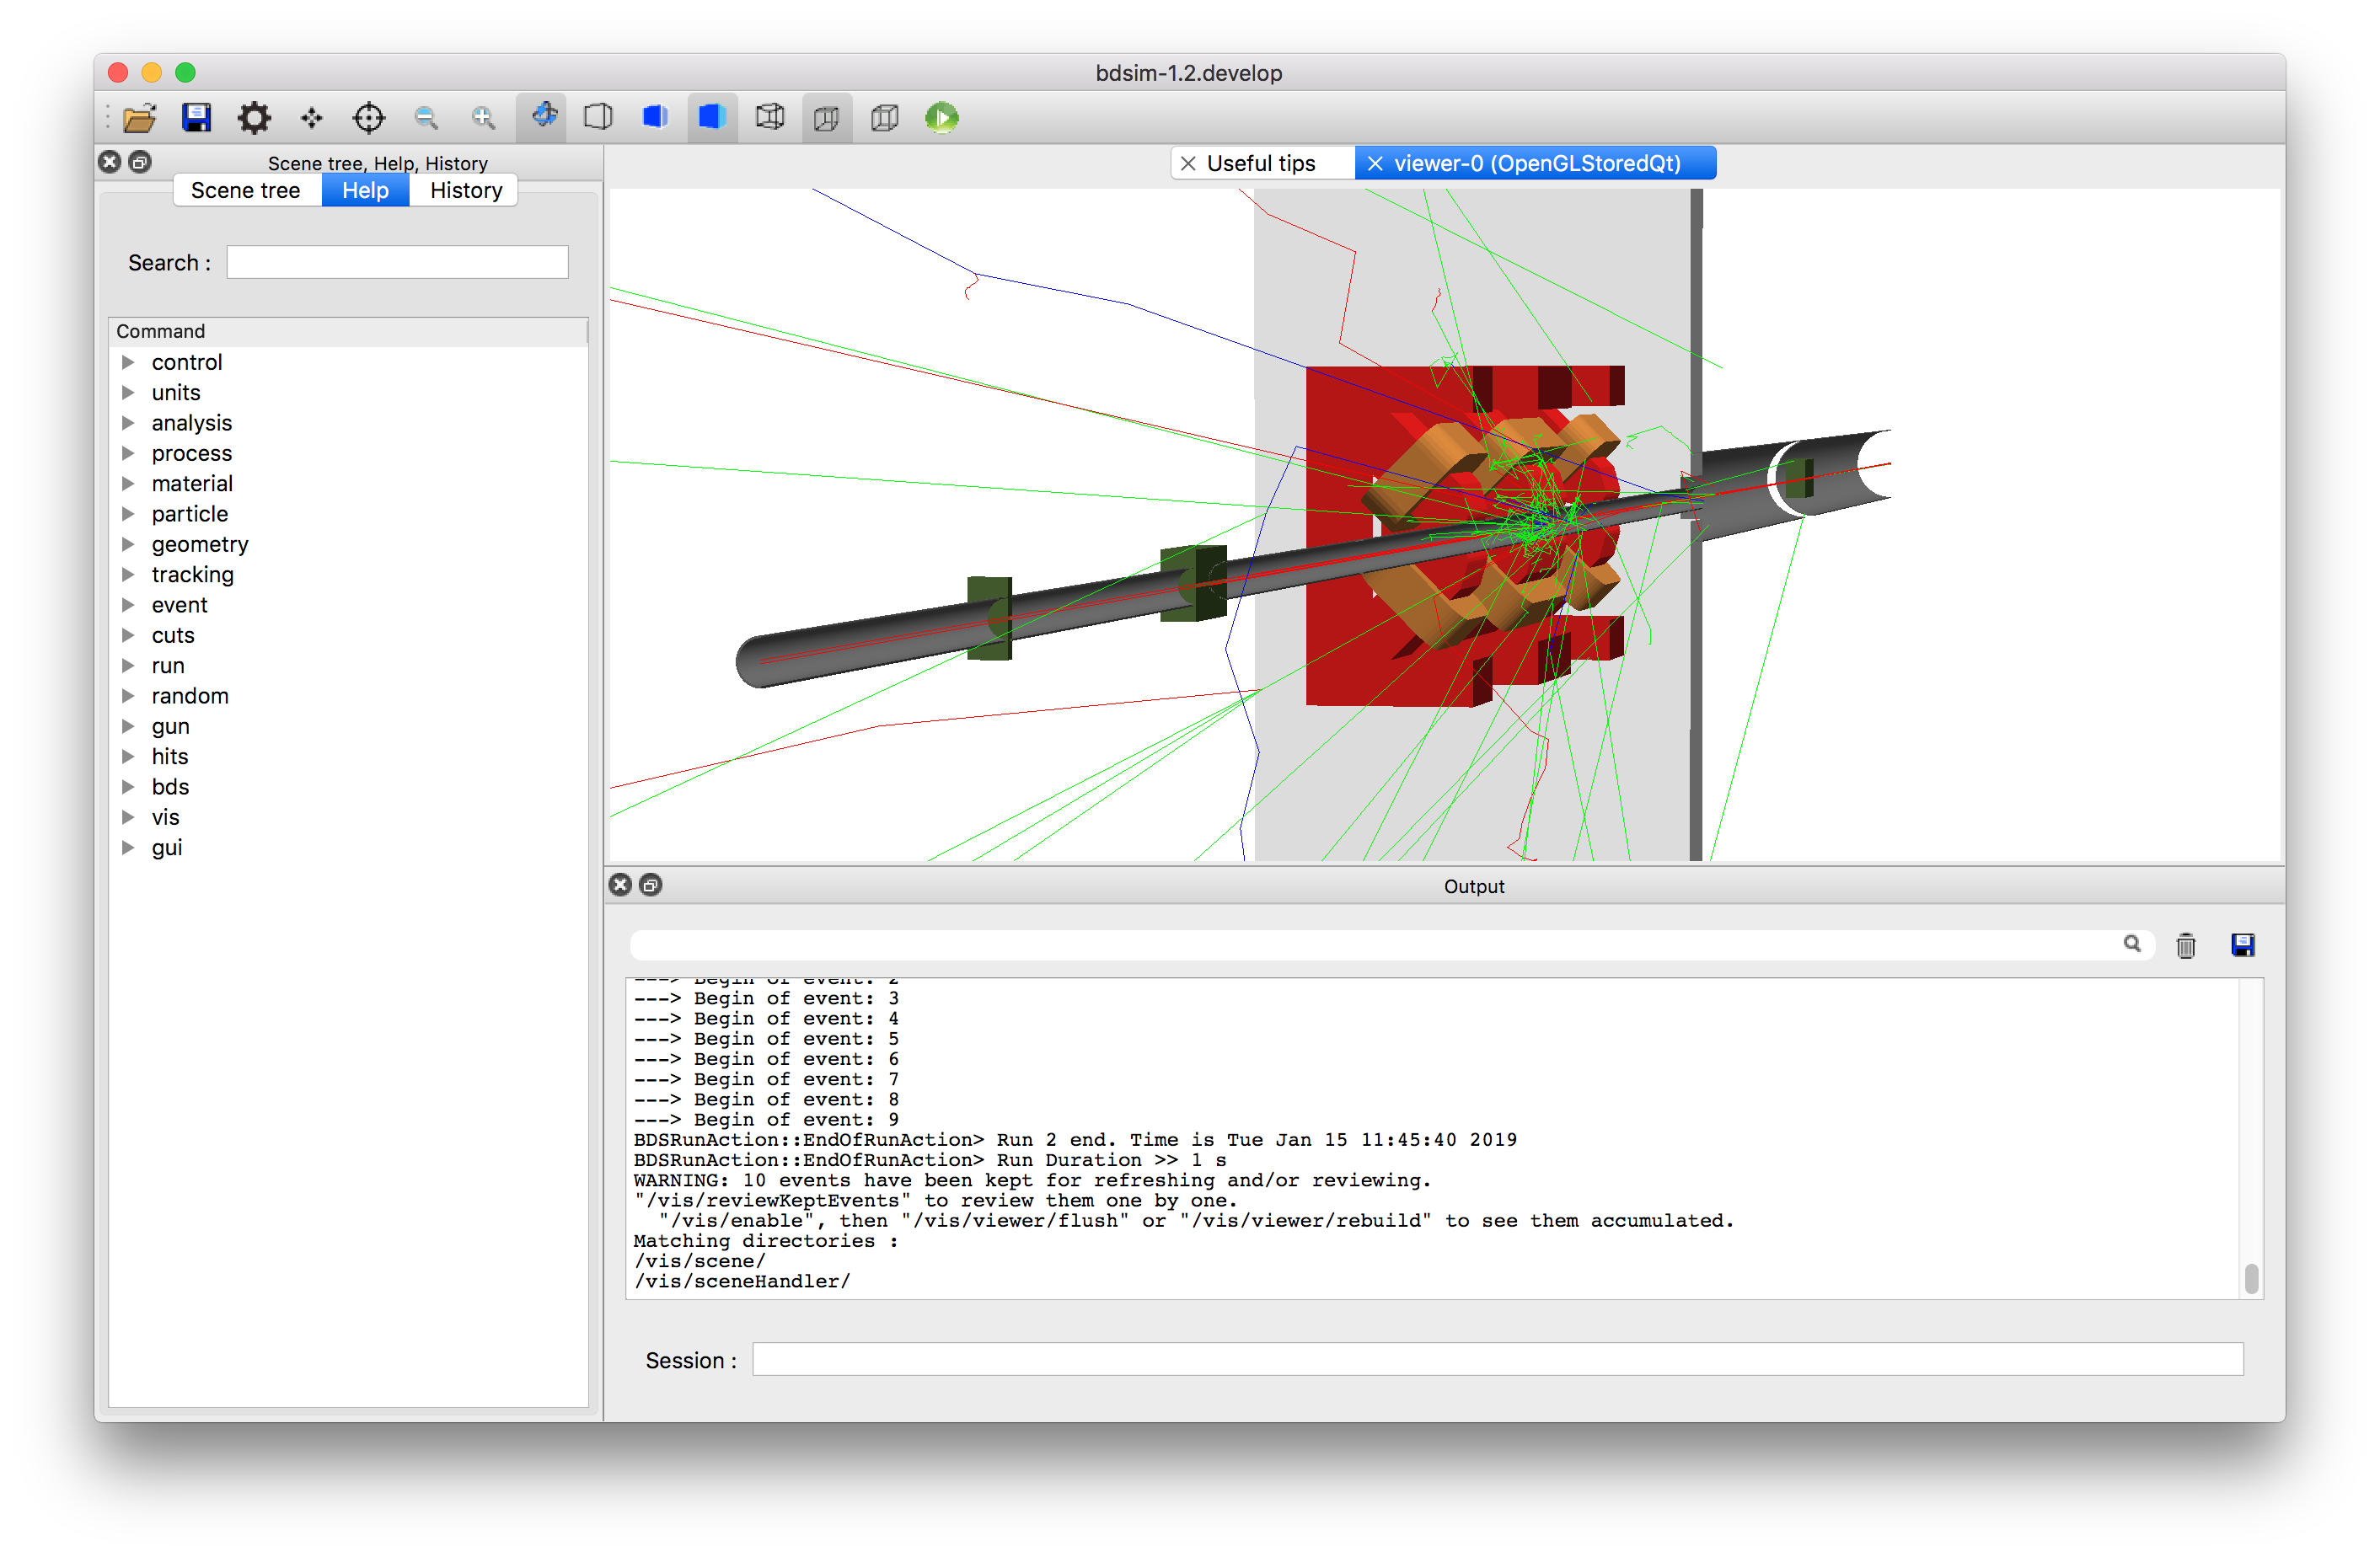 bdsim-1.2.develop
Scene tree, Help, History
Scene tree Help History
Search :
Command
control
units
analysis
process
material
particle
geometry
tracking
event
cuts
run
random
gun
hits
bds
vis
gui
Useful tips viewer-0 (OpenGLStoredQt)
Output
---> Begin of event: 2
---> Begin of event: 3
---> Begin of event: 4
---> Begin of event: 5
---> Begin of event: 6
---> Begin of event: 7
---> Begin of event: 8
---> Begin of event: 9
BDSRunAction::EndOfRunAction> Run 2 end. Time is Tue Jan 15 11:45:40 2019
BDSRunAction::EndOfRunAction> Run Duration >> 1 s
WARNING: 10 events have been kept for refreshing and/or reviewing.
"/vis/reviewKeptEvents" to review them one by one.
"/vis/enable", then "/vis/viewer/flush" or "/vis/viewer/rebuild" to see them accumulated.
Matching directories :
/vis/scene/
/vis/sceneHandler/
Session :